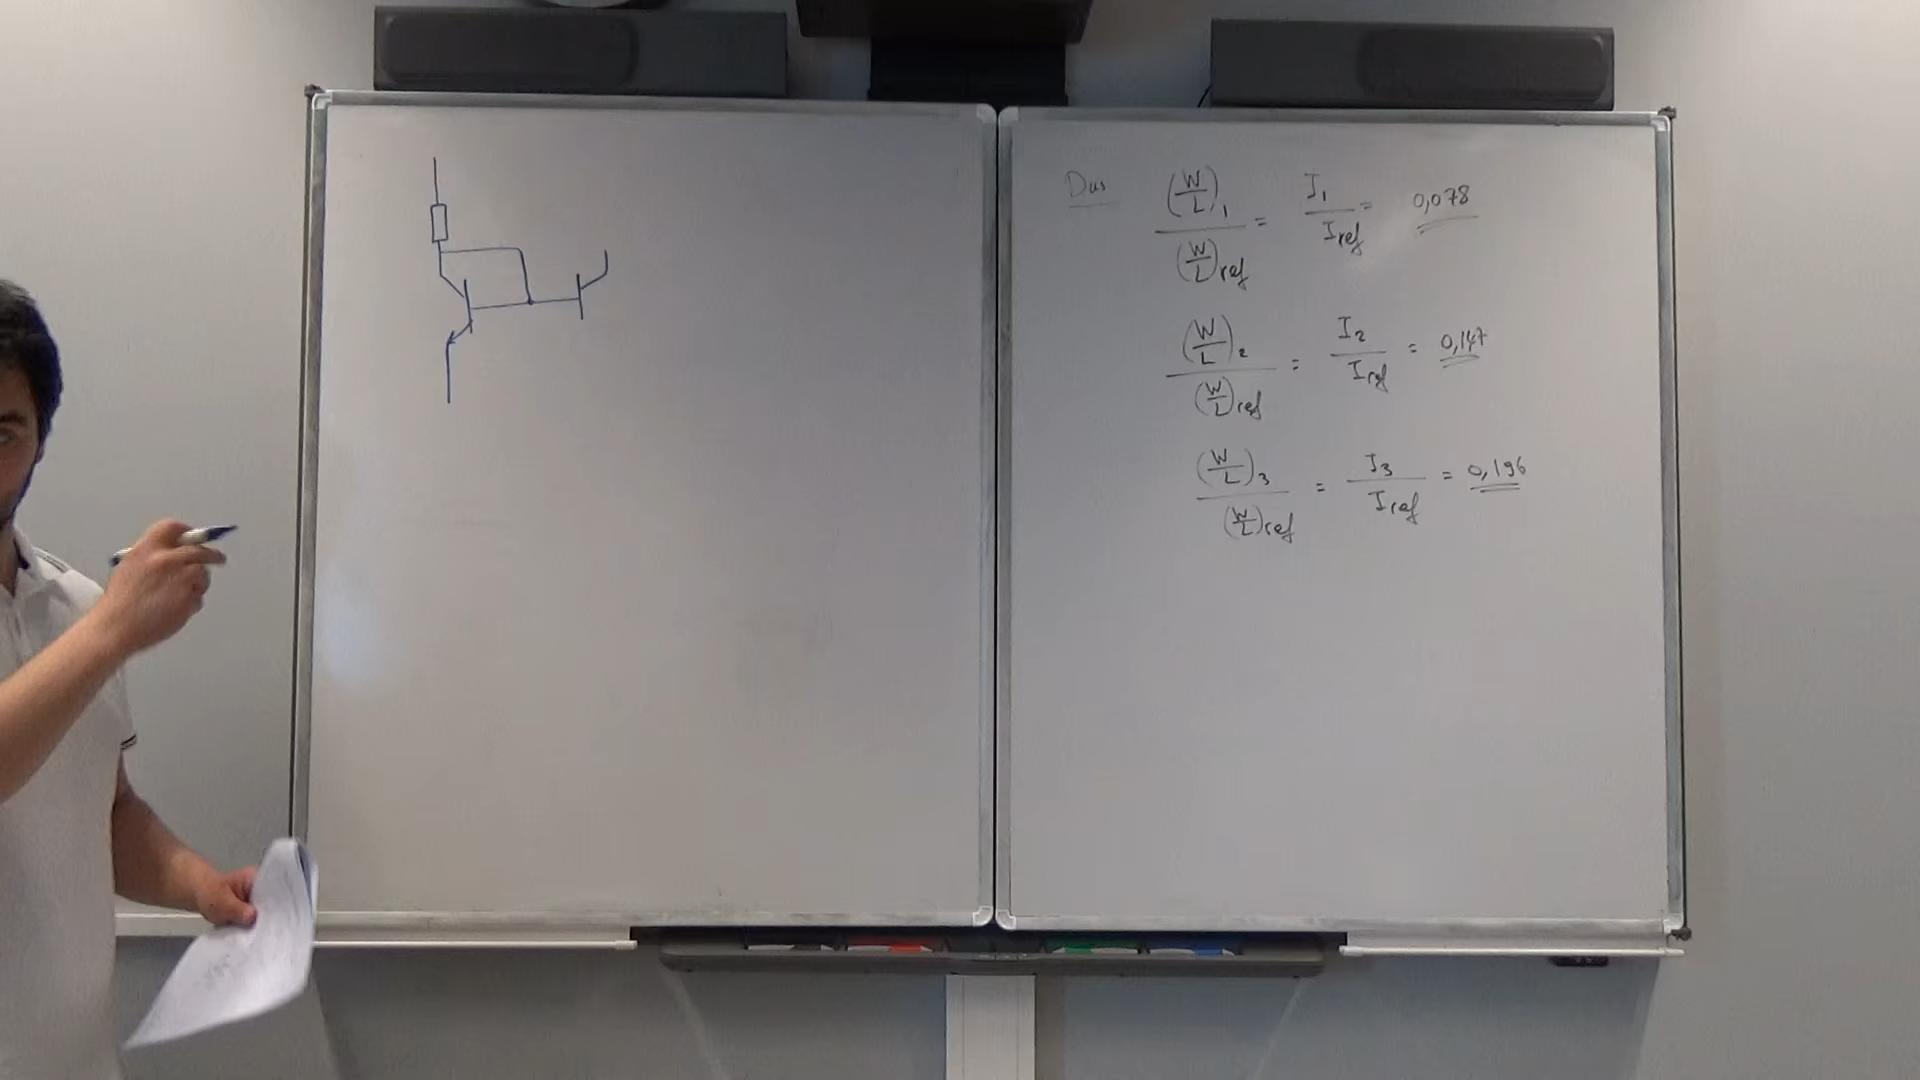 Dus (W/L)1 / (W/L)ref = I1 / Iref = 0,078
(W/L)2 / (W/L)ref = I2 / Iref = 0,147
(W/L)3 / (W/L)ref = I3 / Iref = 0,196